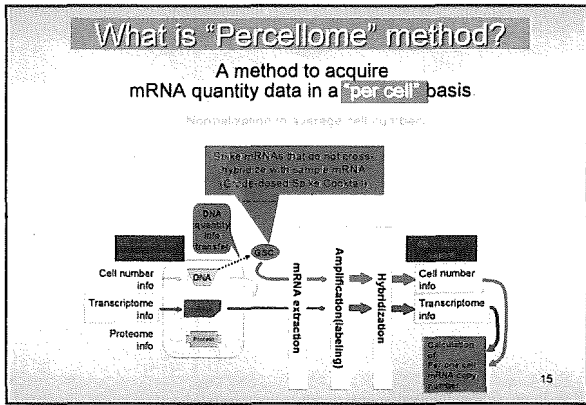 What is "Percellome" method?
A method to acquire
mRNA quantity data in a "per cell" basis
Normalization to average cell number
Spike mRNAs that do not cross-
hybridize with sample mRNA
(Grade-dosed Spike Cocktail)
DNA
quantity
info
transfer
GSC
Cell number
info
DNA
Transcriptome
info
Proteome
info
Protein
mRNA extraction
Amplification(labeling)
Hybridization
Cell number
info
Transcriptome
info
Calculation
of
Per one cell
mRNA copy
number
15